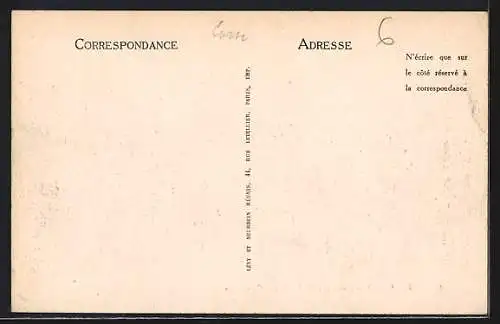 CORRESPONDANCE
ADRESSE
6
N'écrire que sur
le côté réservé à
la correspondance
LÉVY ET NEURDEIN RÉUNIS, 44, RUE LETELLIER, PARIS, IMP.